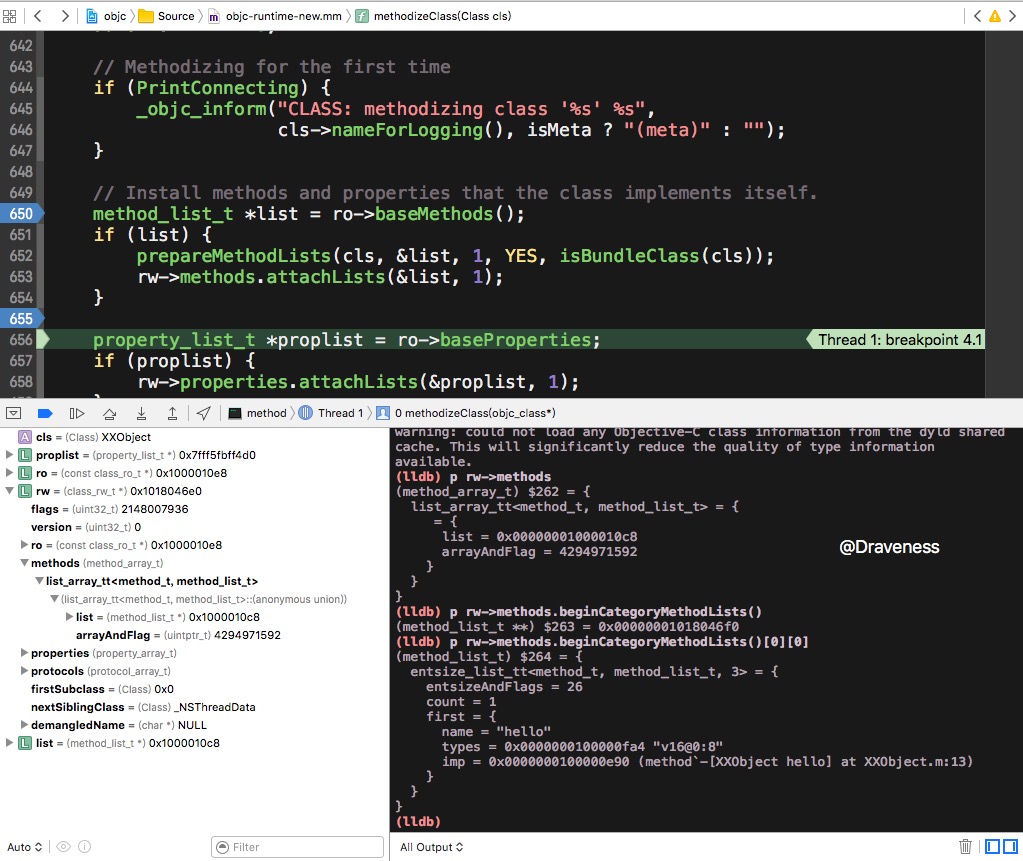 objc 〉 Source 〉 objc-runtime-new.mm 〉 methodizeClass(Class cls)
642
643 // Methodizing for the first time
644 if (PrintConnecting) {
645 _objc_inform("CLASS: methodizing class '%s' %s",
646 cls->nameForLogging(), isMeta ? "(meta)" : "");
647 }
648
649 // Install methods and properties that the class implements itself.
650 method_list_t *list = ro->baseMethods();
651 if (list) {
652 prepareMethodLists(cls, &list, 1, YES, isBundleClass(cls));
653 rw->methods.attachLists(&list, 1);
654 }
655
656 property_list_t *proplist = ro->baseProperties; Thread 1: breakpoint 4.1
657 if (proplist) {
658 rw->properties.attachLists(&proplist, 1);
method 〉 Thread 1 〉 0 methodizeClass(objc_class*)
A cls = (Class) XXObject
L proplist = (property_list_t *) 0x7fff5fbff4d0
L ro = (const class_ro_t *) 0x1000010e8
L rw = (class_rw_t *) 0x1018046e0
flags = (uint32_t) 2148007936
version = (uint32_t) 0
ro = (const class_ro_t *) 0x1000010e8
methods (method_array_t)
list_array_tt<method_t, method_list_t>
(list_array_tt<method_t, method_list_t>::(anonymous union))
list = (method_list_t *) 0x1000010c8
arrayAndFlag = (uintptr_t) 4294971592
properties (property_array_t)
protocols (protocol_array_t)
firstSubclass = (Class) 0x0
nextSiblingClass = (Class) _NSThreadData
demangledName = (char *) NULL
L list = (method_list_t *) 0x1000010c8
Auto
Filter
warning: could not load any Objective-C class information from the dyld shared
cache. This will significantly reduce the quality of type information
available.
(lldb) p rw->methods
(method_array_t) $262 = {
list_array_tt<method_t, method_list_t> = {
= {
list = 0x00000001000010c8
arrayAndFlag = 4294971592
}
}
}
@Draveness
(lldb) p rw->methods.beginCategoryMethodLists()
(method_list_t **) $263 = 0x00000001018046f0
(lldb) p rw->methods.beginCategoryMethodLists()[0][0]
(method_list_t) $264 = {
entsize_list_tt<method_t, method_list_t, 3> = {
entsizeAndFlags = 26
count = 1
first = {
name = "hello"
types = 0x0000000100000fa4 "v16@0:8"
imp = 0x0000000100000e90 (method`-[XXObject hello] at XXObject.m:13)
}
}
}
(lldb)
All Output